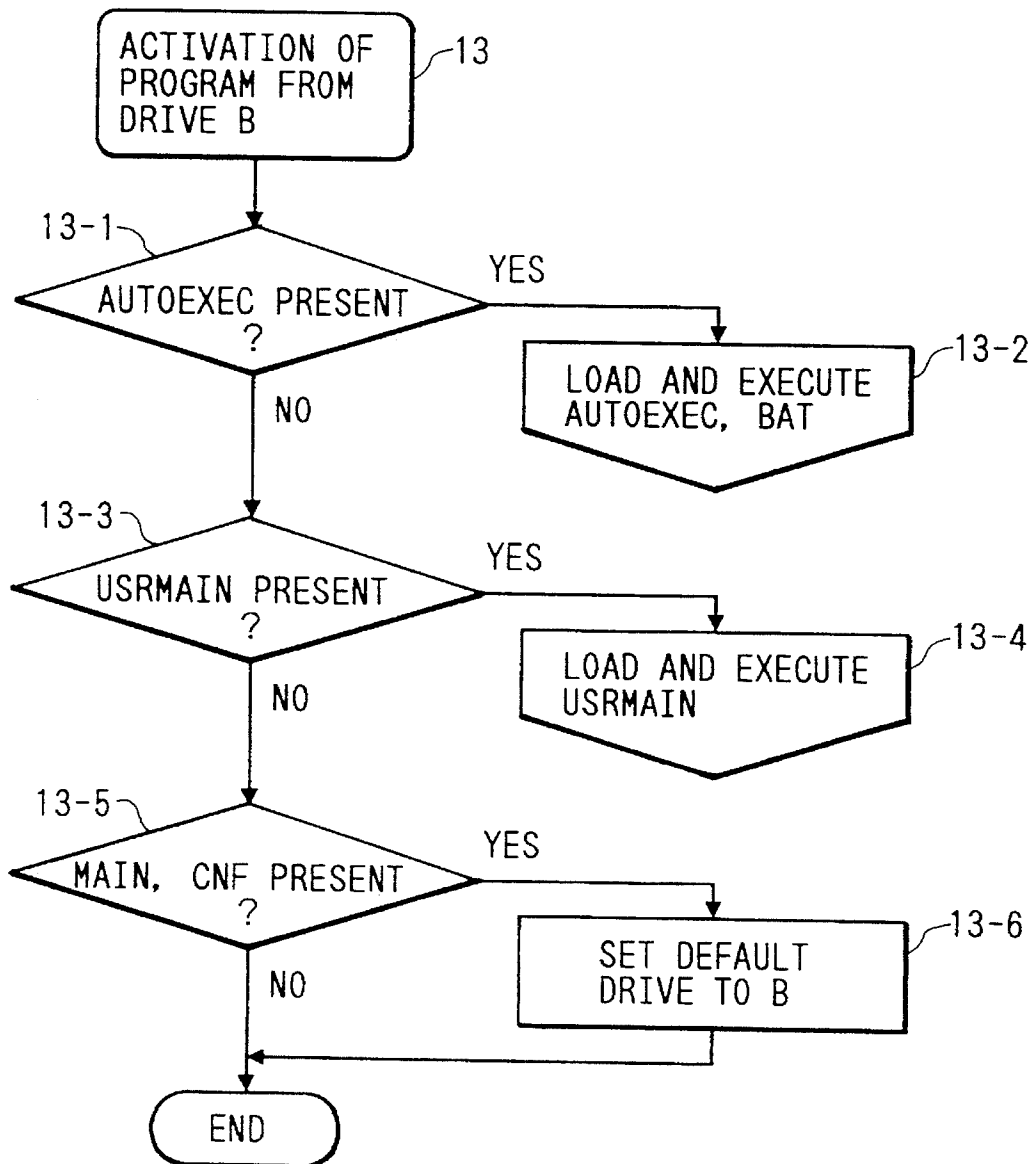 ACTIVATION OF
PROGRAM FROM
DRIVE B
13
13-1
AUTOEXEC PRESENT
?
YES
NO
LOAD AND EXECUTE
AUTOEXEC, BAT
13-2
13-3
USRMAIN PRESENT
?
YES
NO
LOAD AND EXECUTE
USRMAIN
13-4
13-5
MAIN, CNF PRESENT
?
YES
NO
SET DEFAULT
DRIVE TO B
13-6
END